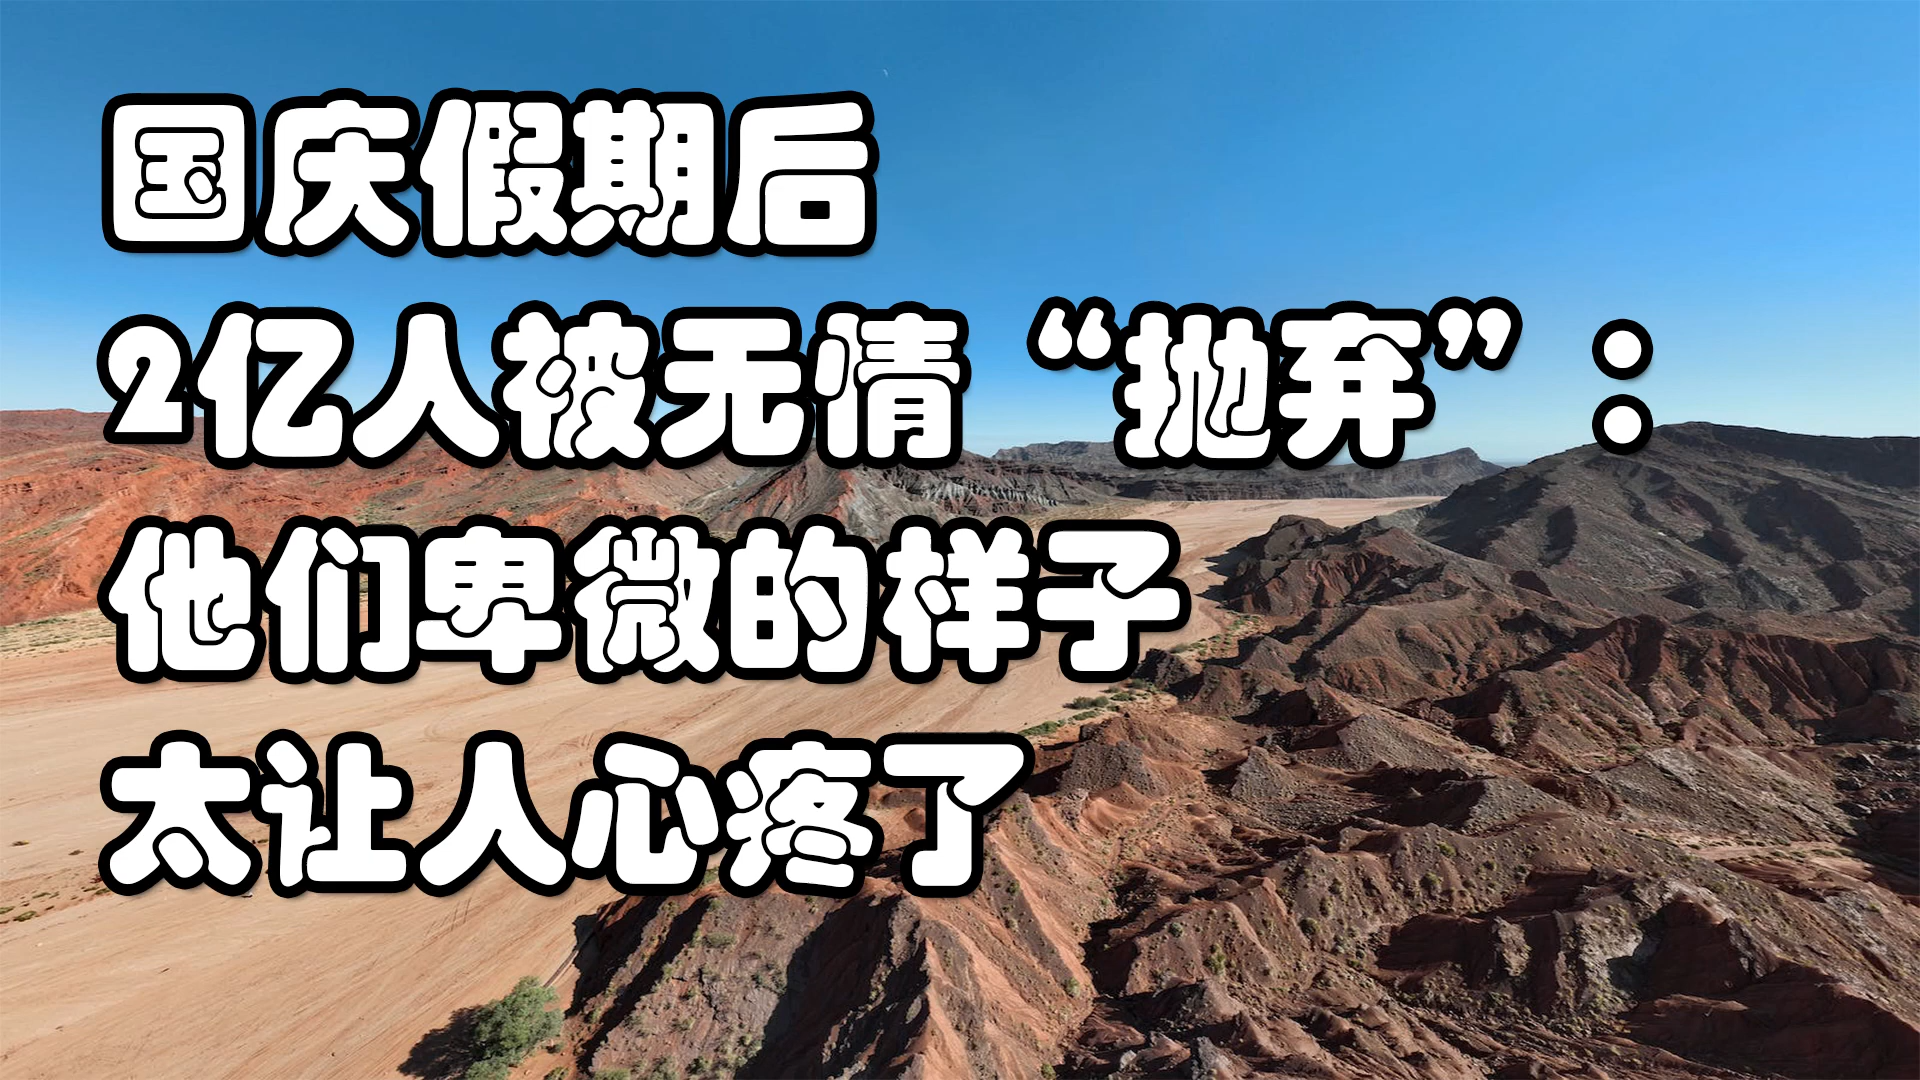 国庆假期后
2亿人被无情“抛弃”：
他们卑微的样子
太让人心疼了